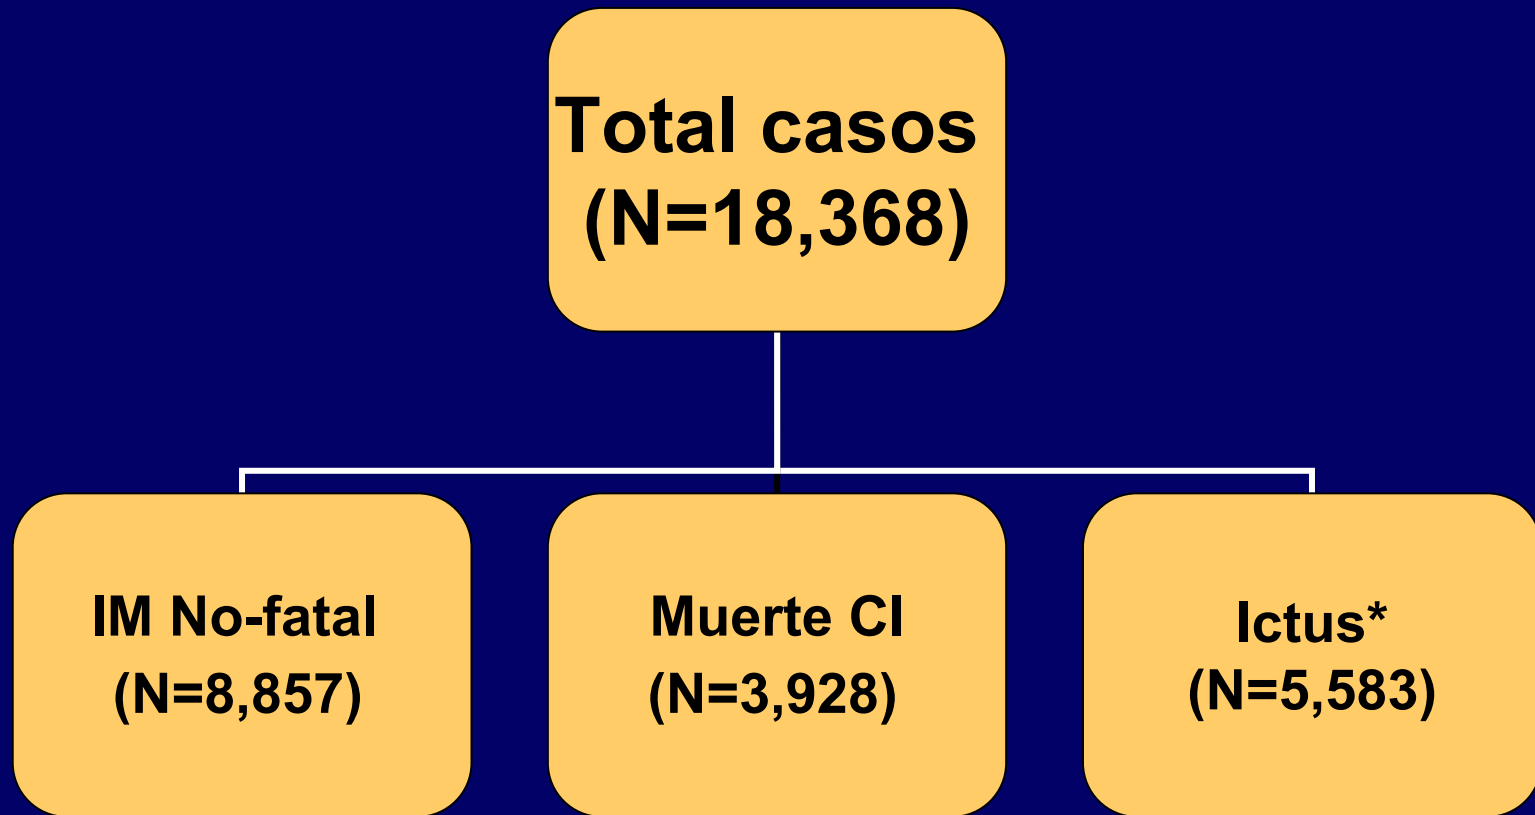 Total casos
(N=18,368)
IM No-fatal
(N=8,857)
Muerte CI
(N=3,928)
Ictus*
(N=5,583)